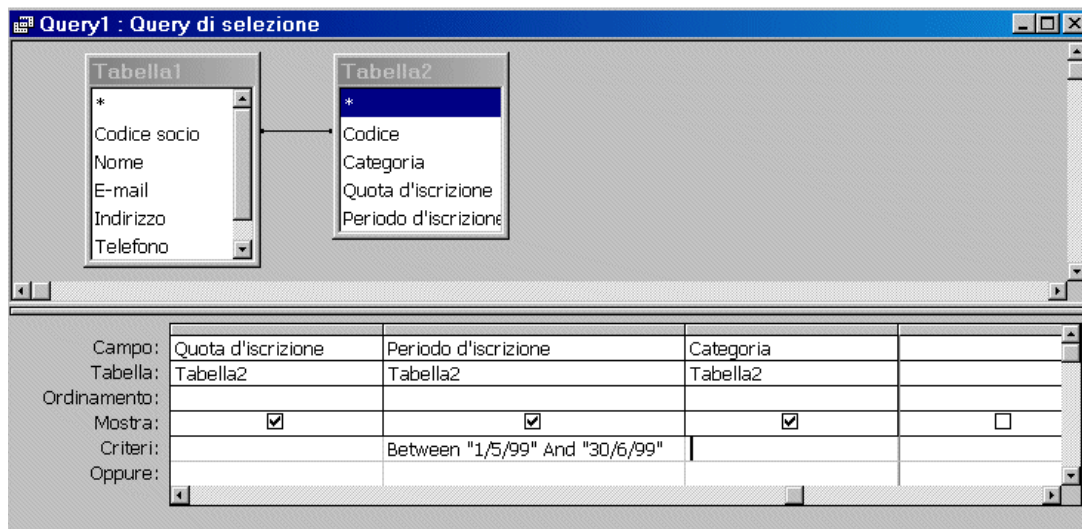 Query1 : Query di selezione
Tabella1
*
Codice socio
Nome
E-mail
Indirizzo
Telefono
Tabella2
*
Codice
Categoria
Quota d'iscrizione
Periodo d'iscrizione
Campo: Quota d'iscrizione Periodo d'iscrizione Categoria
Tabella: Tabella2 Tabella2 Tabella2
Ordinamento:
Mostra:
Criteri: Between "1/5/99" And "30/6/99"
Oppure: